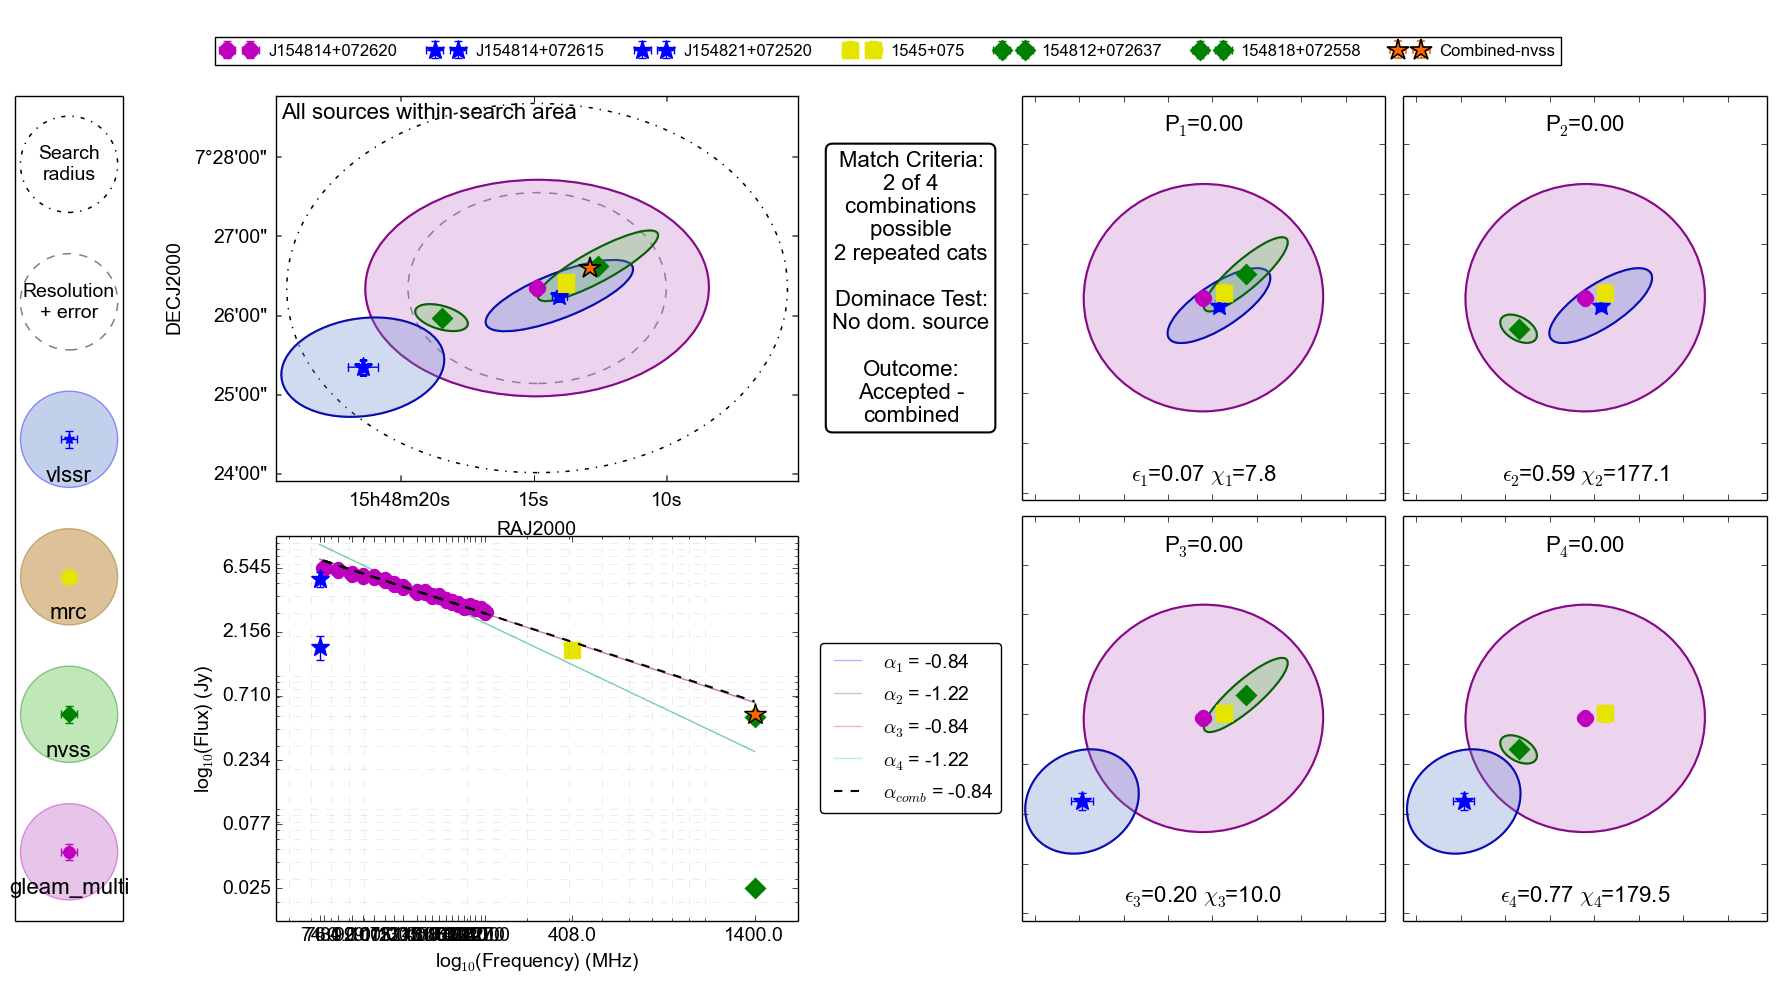 J154814+072620 J154814+072615 J154821+072520 1545+075 154812+072637 154818+072558 Combined-nvss
Search
radius
Resolution
+ error
vlssr
mrc
nvss
gleam_multi
All sources within search area
DECJ2000
7°28'00"
27'00"
26'00"
25'00"
24'00"
15h48m20s 15s 10s
RAJ2000
Match Criteria:
2 of 4
combinations
possible
2 repeated cats
Dominace Test:
No dom. source
Outcome:
Accepted -
combined
P₁=0.00
ϵ₁=0.07 χ₁=7.8
P₂=0.00
ϵ₂=0.59 χ₂=177.1
log₁₀(Flux) (Jy)
6.545
2.156
0.710
0.234
0.077
0.025
408.0 1400.0
log₁₀(Frequency) (MHz)
α₁ = -0.84
α₂ = -1.22
α₃ = -0.84
α₄ = -1.22
α_comb = -0.84
P₃=0.00
ϵ₃=0.20 χ₃=10.0
P₄=0.00
ϵ₄=0.77 χ₄=179.5